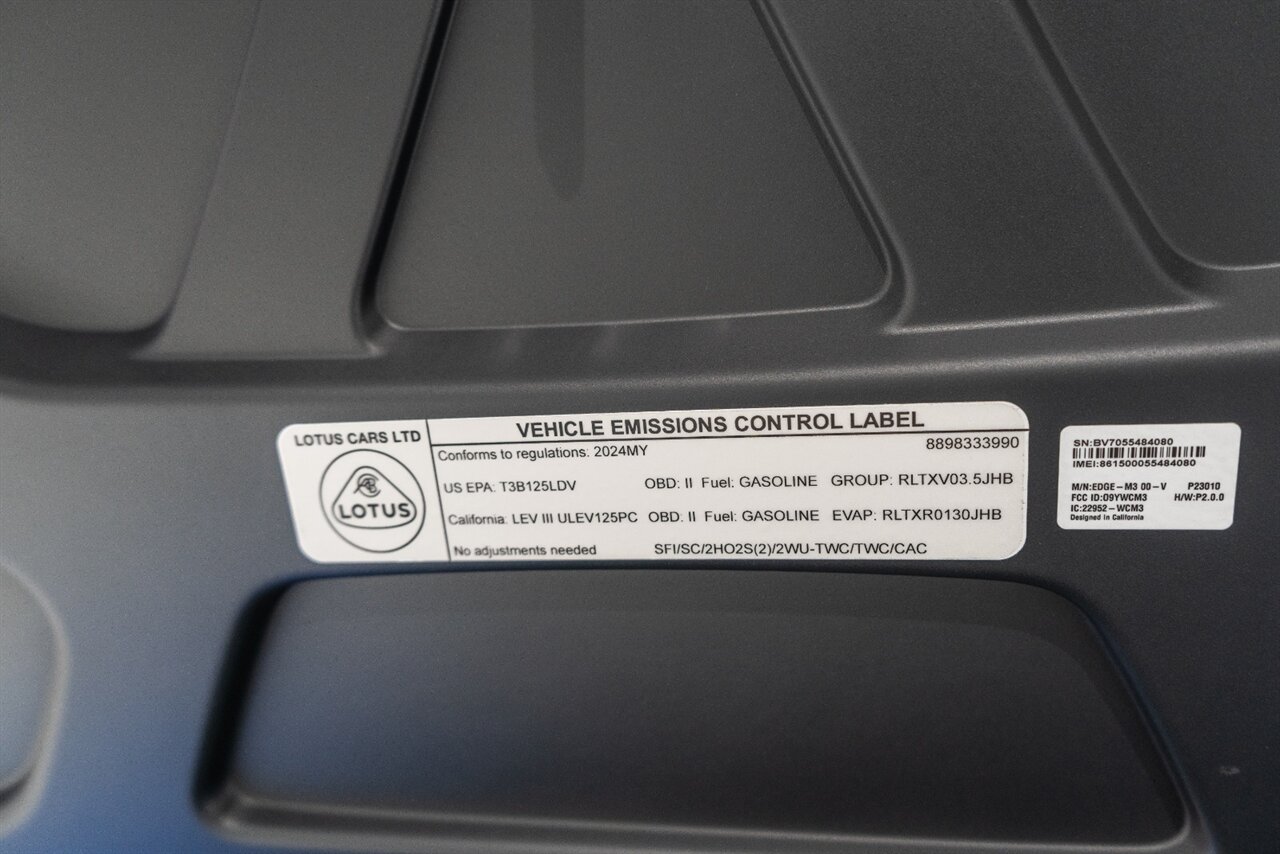 LOTUS CARS LTD
LOTUS
VEHICLE EMISSIONS CONTROL LABEL
8898333990
Conforms to regulations: 2024MY
US EPA: T3B125LDV OBD: II Fuel: GASOLINE GROUP: RLTXV03.5JHB
California: LEV III ULEV125PC OBD: II Fuel: GASOLINE EVAP: RLTXR0130JHB
No adjustments needed SFI/SC/2HO2S(2)/2WU-TWC/TWC/CAC
SN:BV7055484080
IMEI:861500055484080
M/N:EDGE-M3 00-V P23010
FCC ID:09YWCM3 H/W:P2.0.0
IC:22952-WCM3
Designed in California